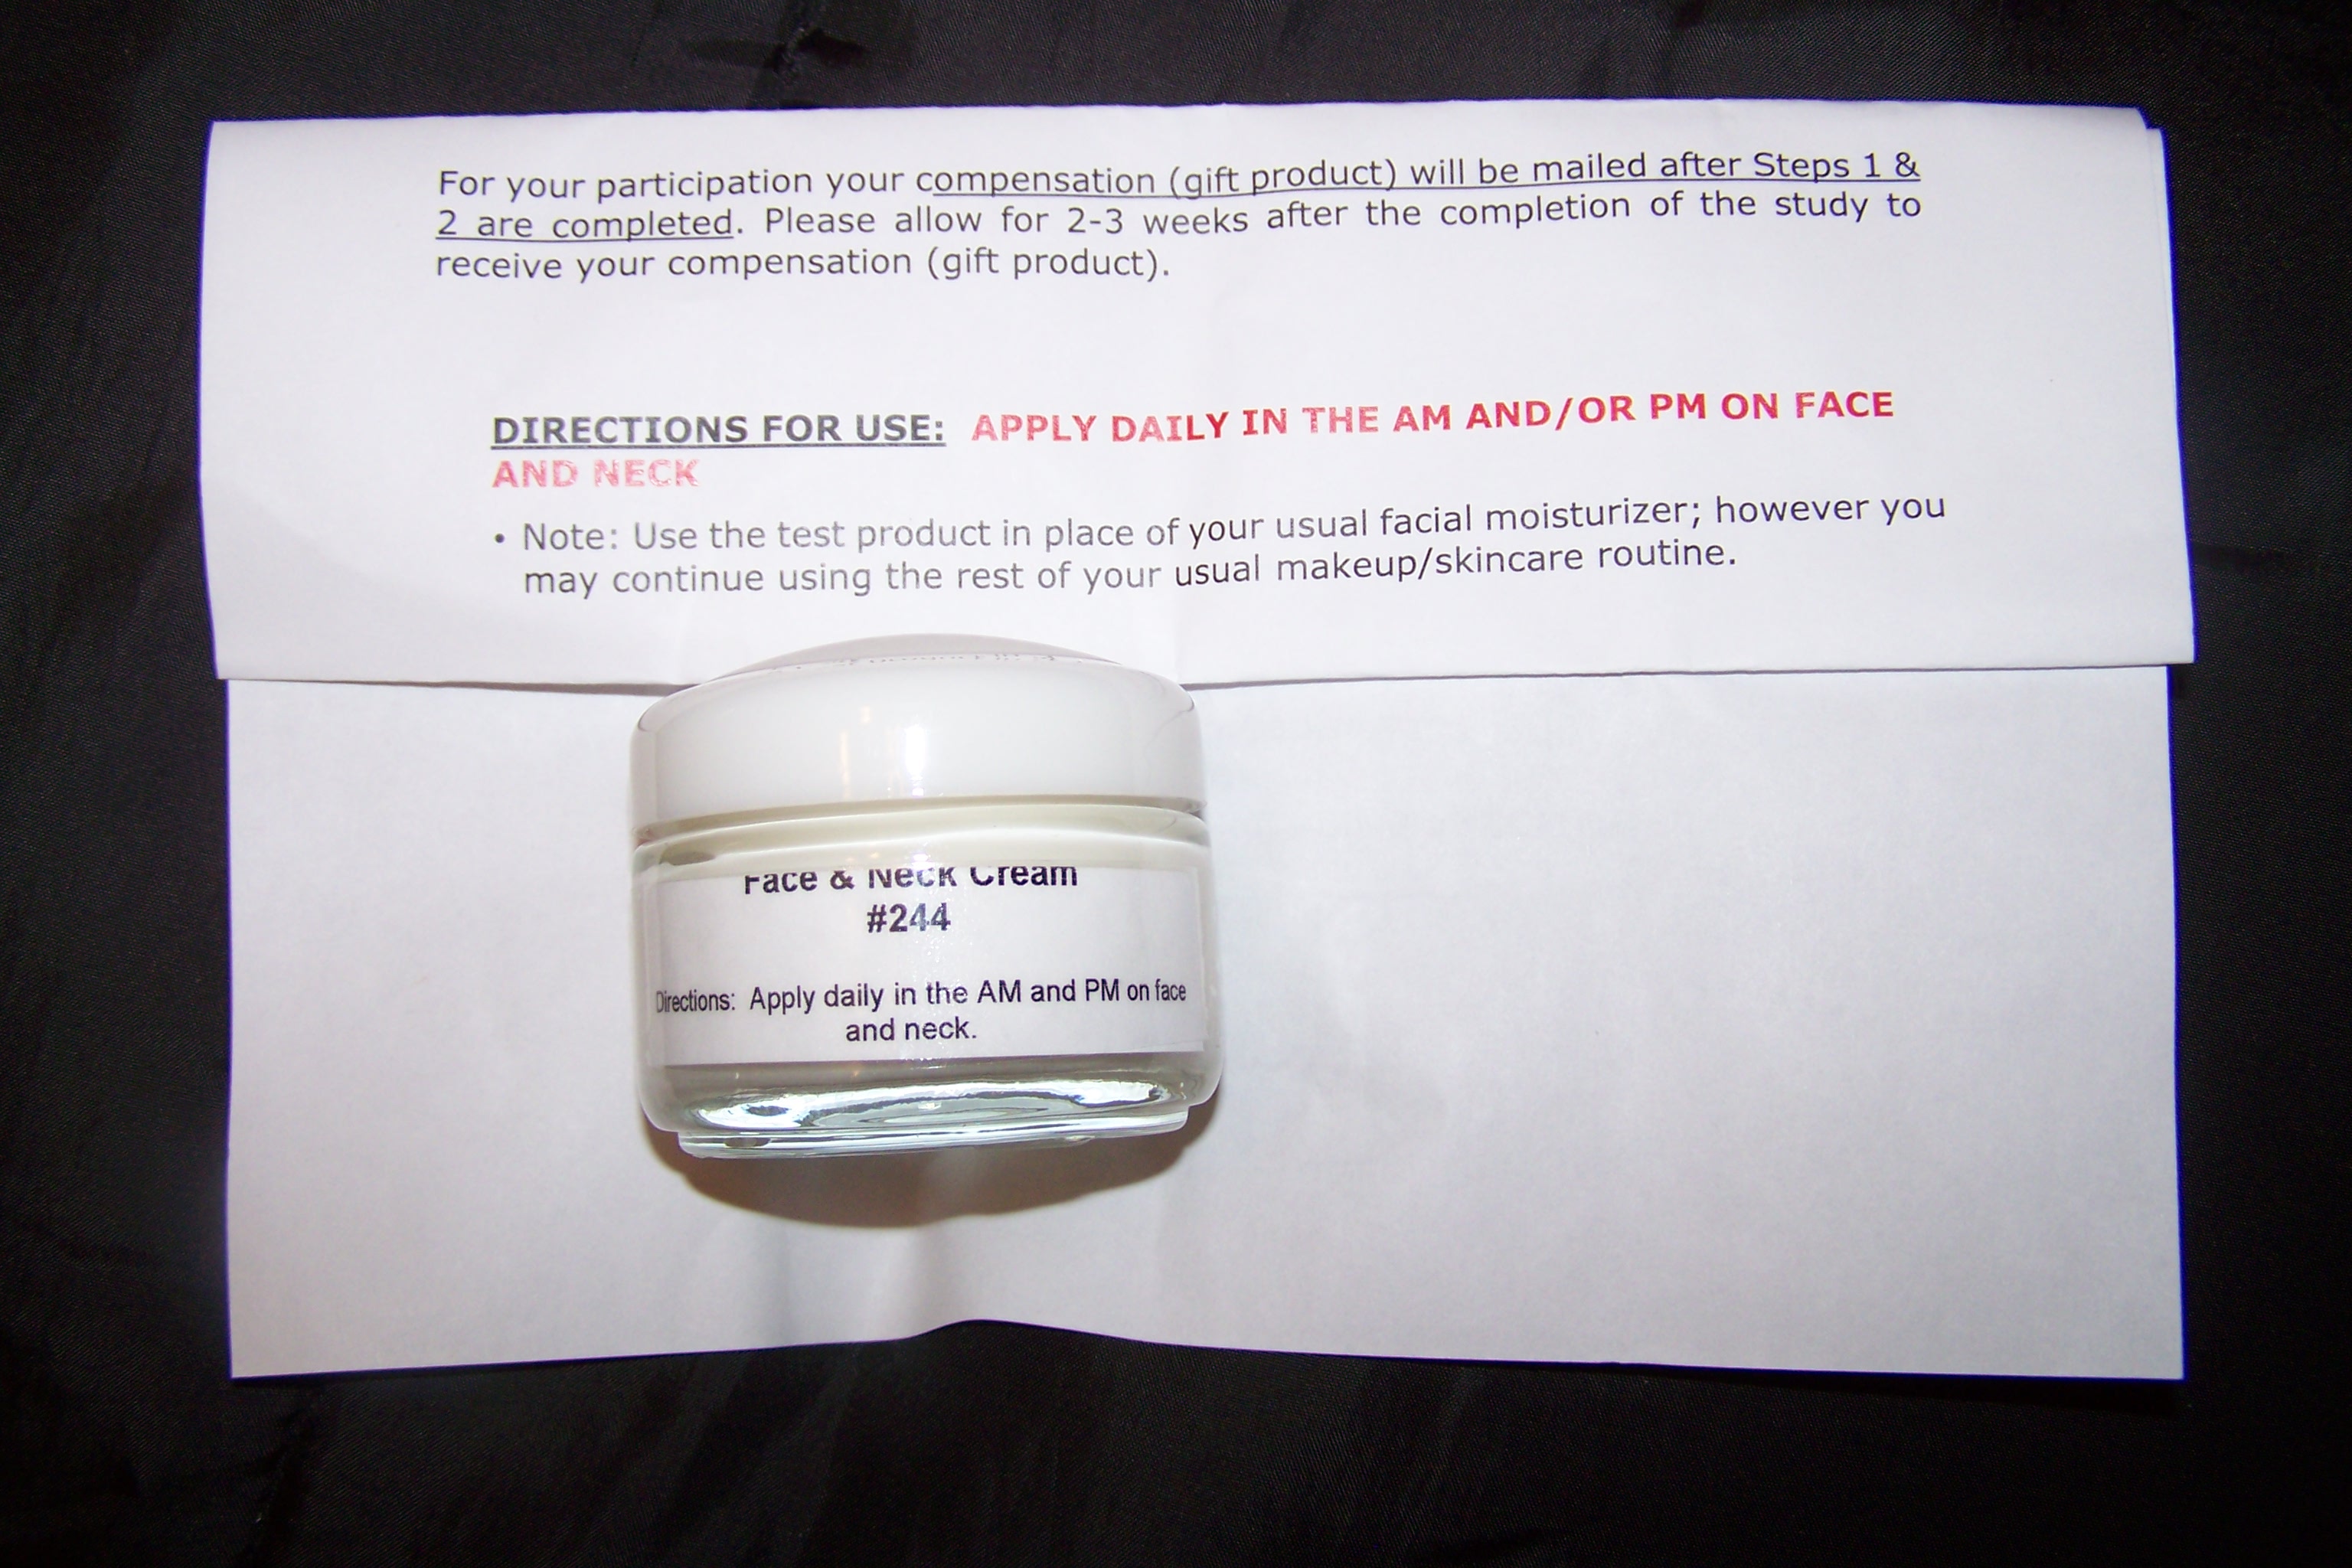 For your participation your compensation (gift product) will be mailed after Steps 1 &
2 are completed. Please allow for 2-3 weeks after the completion of the study to
receive your compensation (gift product).
DIRECTIONS FOR USE: APPLY DAILY IN THE AM AND/OR PM ON FACE
AND NECK
• Note: Use the test product in place of your usual facial moisturizer; however you
may continue using the rest of your usual makeup/skincare routine.
Face & Neck Cream
#244
Directions: Apply daily in the AM and PM on face
and neck.